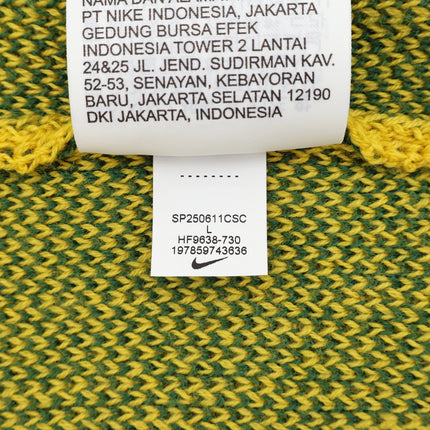 NAMA DAN ALAMAT
PT NIKE INDONESIA, JAKARTA
GEDUNG BURSA EFEK
INDONESIA TOWER 2 LANTAI
24&25 JL. JEND. SUDIRMAN KAV.
52-53, SENAYAN, KEBAYORAN
BARU, JAKARTA SELATAN 12190
DKI JAKARTA, INDONESIA
SP250611CSC
L
HF9638-730
197859743636